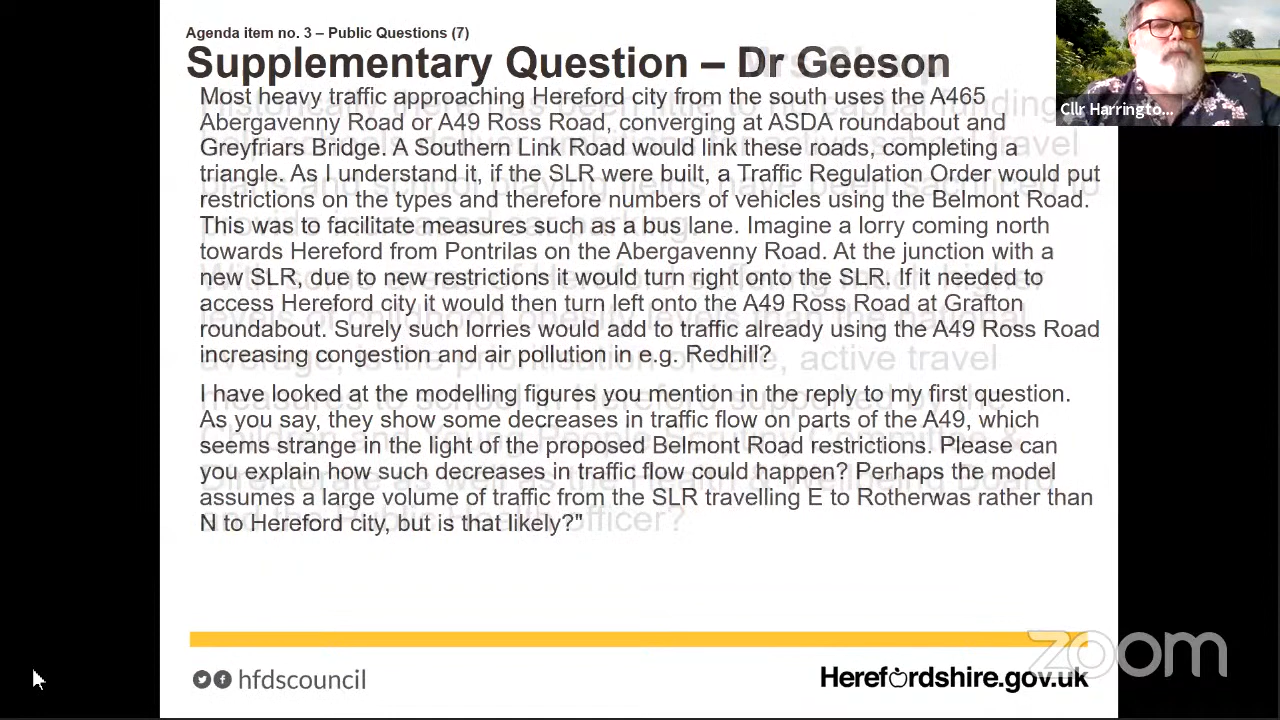 Agenda item no. 3 – Public Questions (7)
Supplementary Question – Dr Geeson
Most heavy traffic approaching Hereford city from the south uses the A465
Abergavenny Road or A49 Ross Road, converging at ASDA roundabout and
Greyfriars Bridge. A Southern Link Road would link these roads, completing a
triangle. As I understand it, if the SLR were built, a Traffic Regulation Order would put
restrictions on the types and therefore numbers of vehicles using the Belmont Road.
This was to facilitate measures such as a bus lane. Imagine a lorry coming north
towards Hereford from Pontrilas on the Abergavenny Road. At the junction with a
new SLR, due to new restrictions it would turn right onto the SLR. If it needed to
access Hereford city it would then turn left onto the A49 Ross Road at Grafton
roundabout. Surely such lorries would add to traffic already using the A49 Ross Road
increasing congestion and air pollution in e.g. Redhill?
I have looked at the modelling figures you mention in the reply to my first question.
As you say, they show some decreases in traffic flow on parts of the A49, which
seems strange in the light of the proposed Belmont Road restrictions. Please can
you explain how such decreases in traffic flow could happen? Perhaps the model
assumes a large volume of traffic from the SLR travelling E to Rotherwas rather than
N to Hereford city, but is that likely?"
hfdscouncil
Herefordshire.gov.uk
zoom
Cllr Harringto...